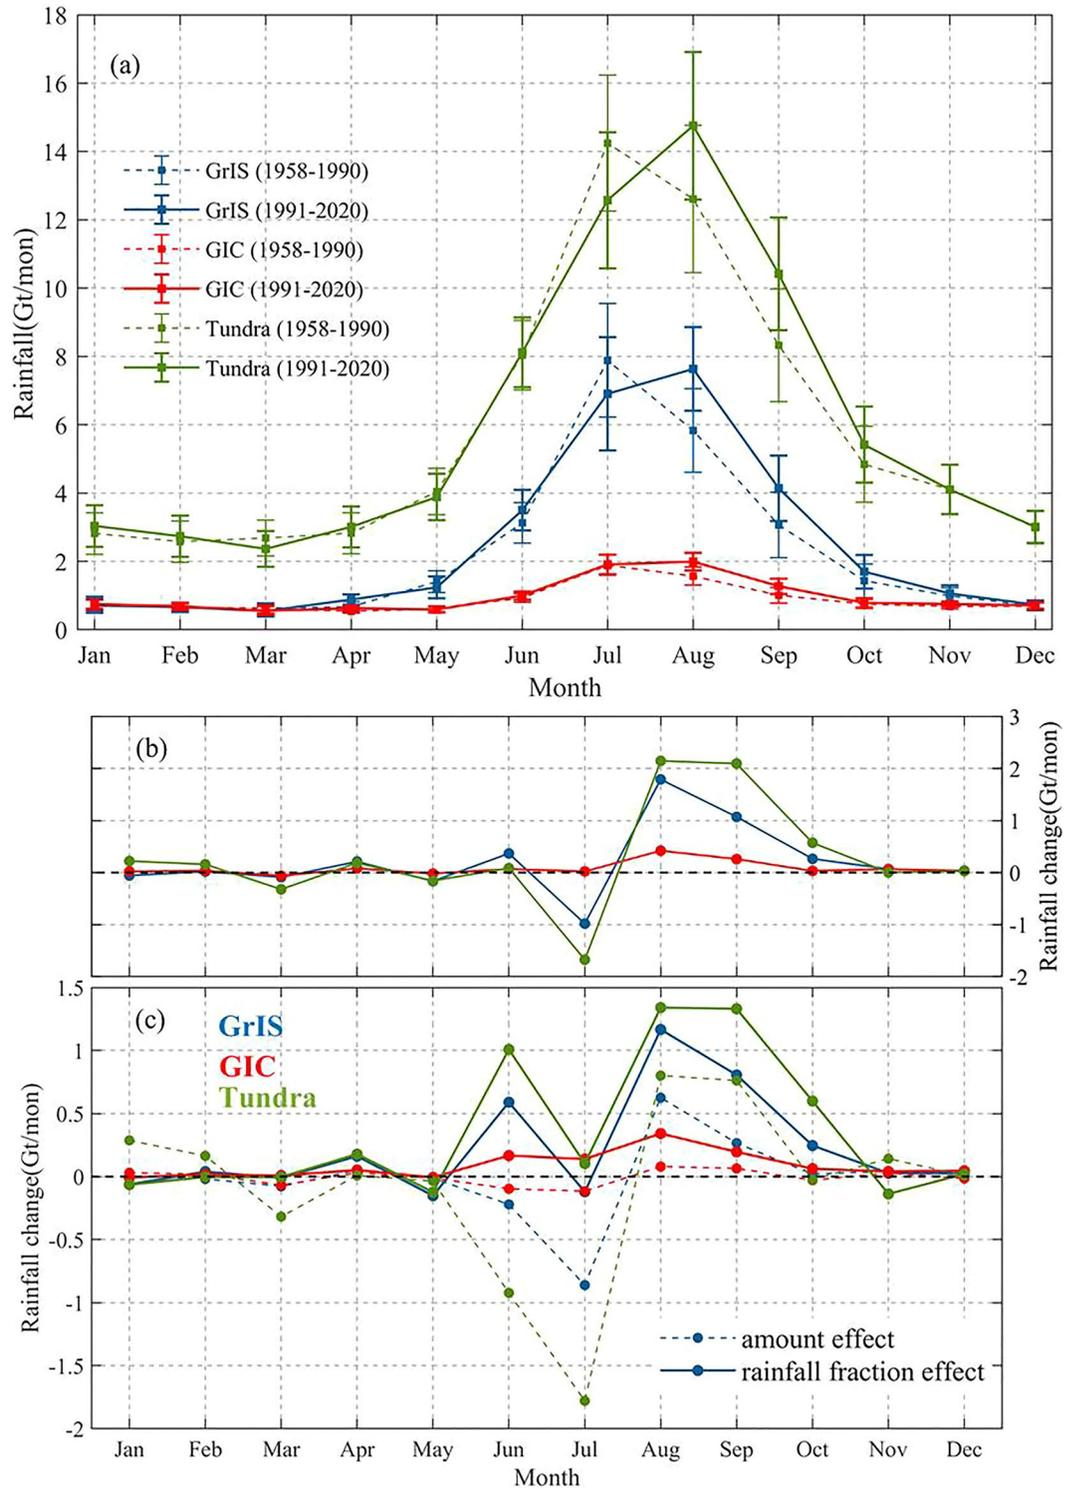 18
(a)
16
14
12
10
8
6
4
2
0
Rainfall(Gt/mon)
GrIS (1958-1990)
GrIS (1991-2020)
GIC (1958-1990)
GIC (1991-2020)
Tundra (1958-1990)
Tundra (1991-2020)
Jan Feb Mar Apr May Jun Jul Aug Sep Oct Nov Dec
Month
(b)
3
2
1
0
-1
-2
Rainfall change(Gt/mon)
1.5
(c)
1
0.5
0
-0.5
-1
-1.5
-2
Rainfall change(Gt/mon)
GrIS
GIC
Tundra
amount effect
rainfall fraction effect
Jan Feb Mar Apr May Jun Jul Aug Sep Oct Nov Dec
Month